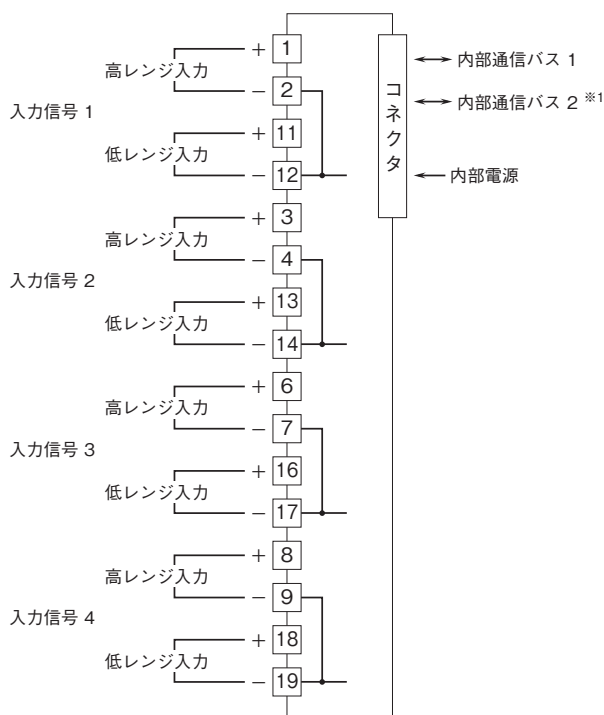 入力信号 1
高レンジ入力
+ 1
− 2
低レンジ入力
+ 11
− 12
入力信号 2
高レンジ入力
+ 3
− 4
低レンジ入力
+ 13
− 14
入力信号 3
高レンジ入力
+ 6
− 7
低レンジ入力
+ 16
− 17
入力信号 4
高レンジ入力
+ 8
− 9
低レンジ入力
+ 18
− 19
コネクタ
内部通信バス 1
内部通信バス 2 ※1
内部電源